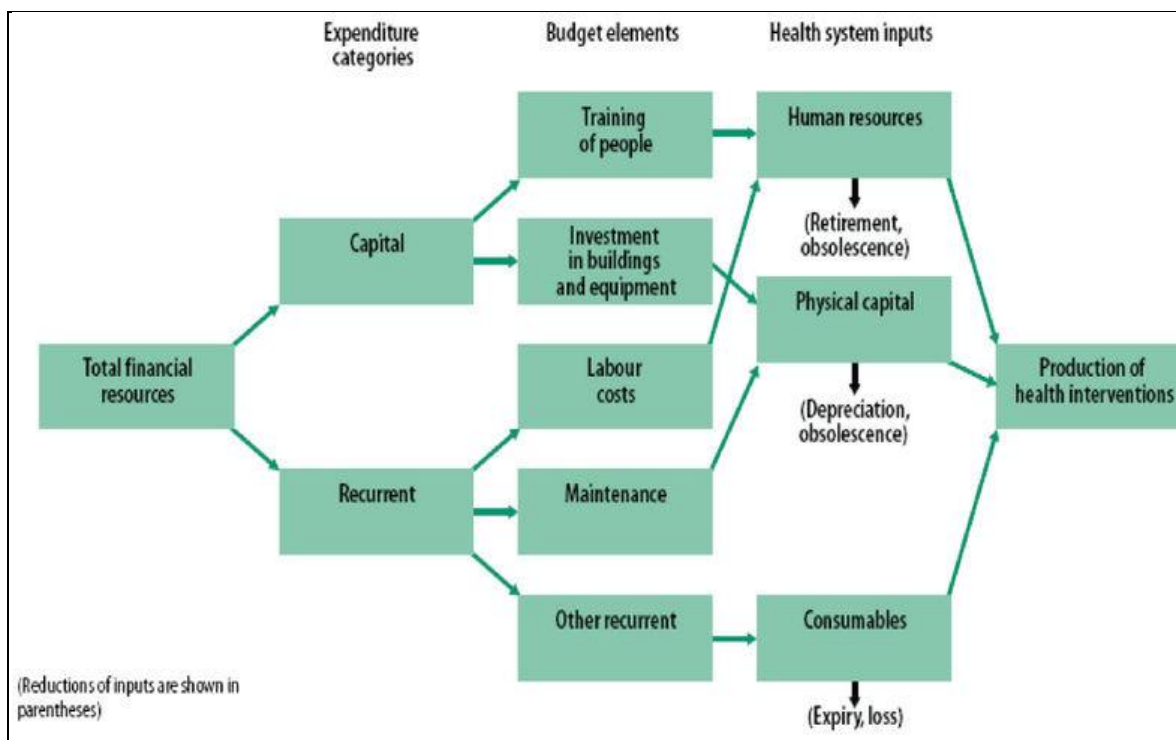 Expenditure
categories
Budget elements
Health system inputs
Training
of people
Human resources
(Retirement,
obsolescence)
Capital
Investment
in buildings
and equipment
Physical capital
(Depreciation,
obsolescence)
Total financial
resources
Labour
costs
Production of
health interventions
Recurrent
Maintenance
Other recurrent
Consumables
(Expiry, loss)
(Reductions of inputs are shown in
parentheses)